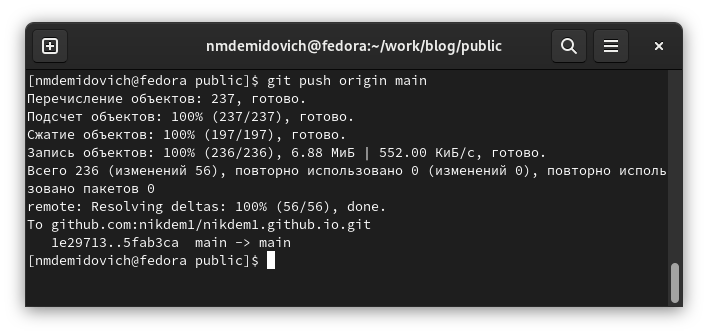 nmdemidovich@fedora:~/work/blog/public
[nmdemidovich@fedora public]$ git push origin main
Перечисление объектов: 237, готово.
Подсчет объектов: 100% (237/237), готово.
Сжатие объектов: 100% (197/197), готово.
Запись объектов: 100% (236/236), 6.88 МиБ | 552.00 КиБ/с, готово.
Всего 236 (изменений 56), повторно использовано 0 (изменений 0), повторно исполь
зовано пакетов 0
remote: Resolving deltas: 100% (56/56), done.
To github.com:nikdem1/nikdem1.github.io.git
   1e29713..5fab3ca  main -> main
[nmdemidovich@fedora public]$